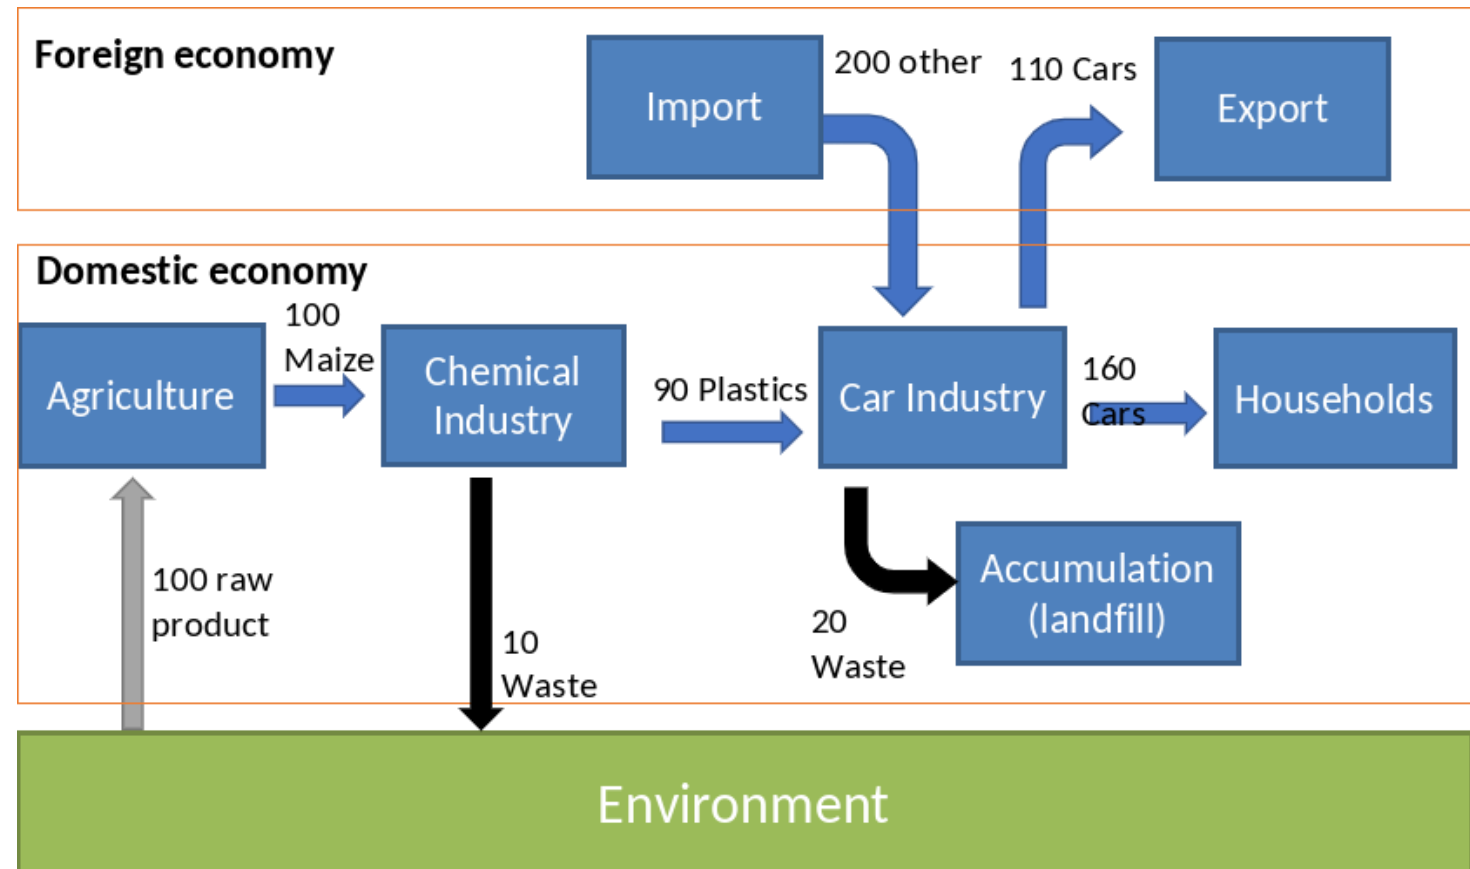 Foreign economy
Import
200 other
110 Cars
Export
Domestic economy
100
Maize
Agriculture
Chemical
Industry
90 Plastics
Car Industry
160
Cars
Households
100 raw
product
10
Waste
20
Waste
Accumulation
(landfill)
Environment